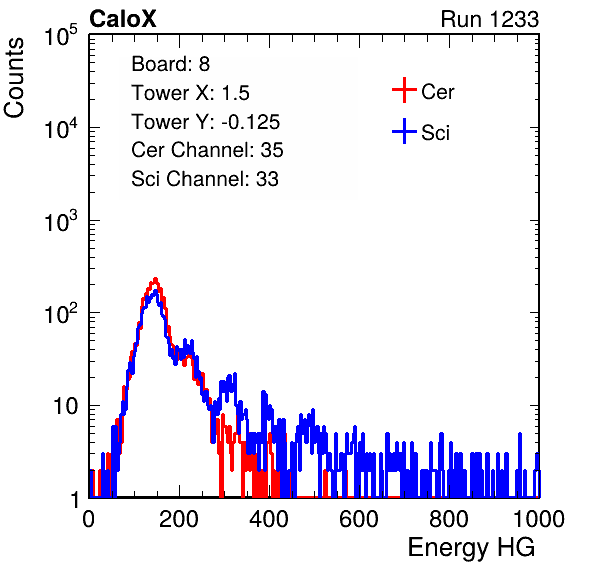 CaloX Run 1233
Counts
10^5
10^4
10^3
10^2
10
1
Board: 8
Tower X: 1.5
Tower Y: -0.125
Cer Channel: 35
Sci Channel: 33
Cer
Sci
0 200 400 600 800 1000
Energy HG